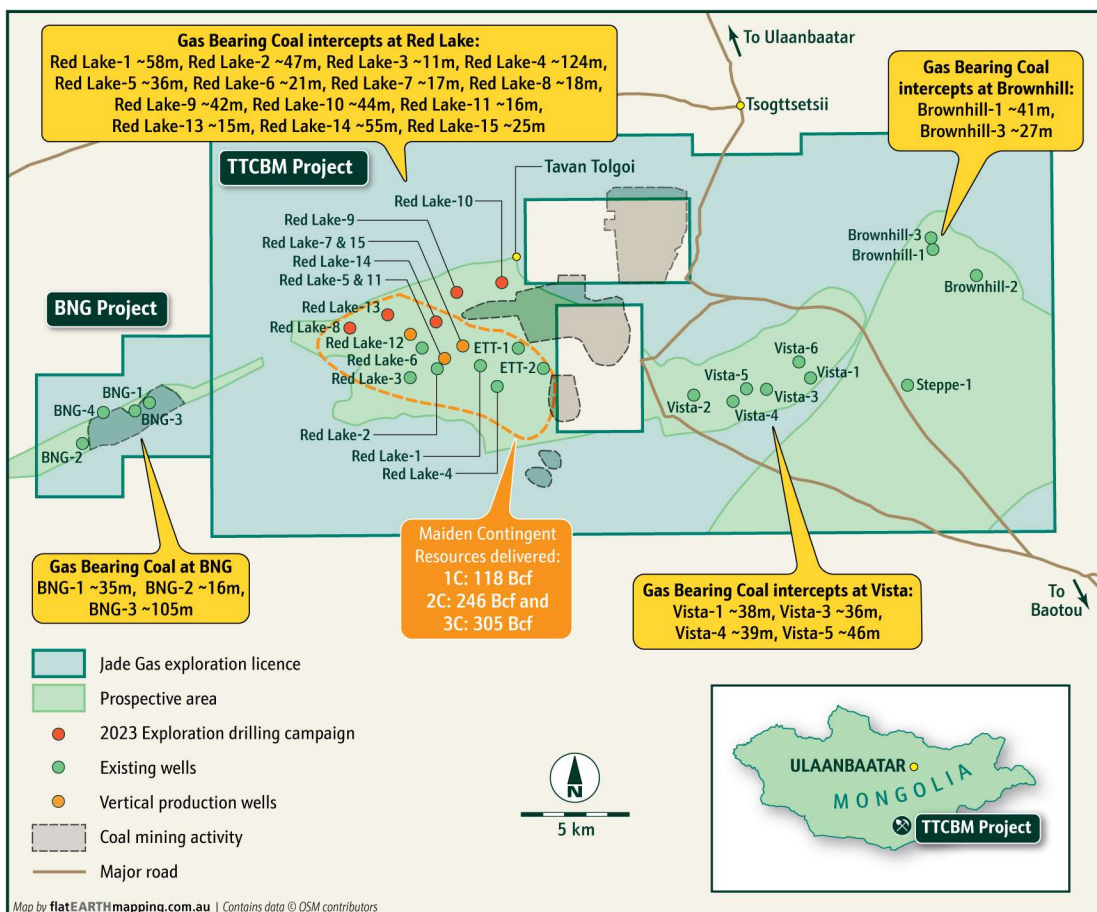 Gas Bearing Coal intercepts at Red Lake:
Red Lake-1 ~58m, Red Lake-2 ~47m, Red Lake-3 ~11m, Red Lake-4 ~124m,
Red Lake-5 ~36m, Red Lake-6 ~21m, Red Lake-7 ~17m, Red Lake-8 ~18m,
Red Lake-9 ~42m, Red Lake-10 ~44m, Red Lake-11 ~16m,
Red Lake-13 ~15m, Red Lake-14 ~55m, Red Lake-15 ~25m
To Ulaanbaatar
Tsogttsetsii
Gas Bearing Coal
intercepts at Brownhill:
Brownhill-1 ~41m,
Brownhill-3 ~27m
TTCBM Project
Tavan Tolgoi
Red Lake-10
Red Lake-9
Red Lake-7 & 15
Red Lake-14
Red Lake-5 & 11
Red Lake-13
Red Lake-8
Red Lake-12
Red Lake-6
Red Lake-3
ETT-1
ETT-2
Red Lake-2
Red Lake-1
Red Lake-4
Brownhill-3
Brownhill-1
Brownhill-2
Vista-6
Vista-5
Vista-1
Vista-2
Vista-3
Vista-4
Steppe-1
BNG Project
BNG-1
BNG-4
BNG-3
BNG-2
Gas Bearing Coal at BNG
BNG-1 ~35m, BNG-2 ~16m,
BNG-3 ~105m
Maiden Contingent
Resources delivered:
1C: 118 Bcf
2C: 246 Bcf and
3C: 305 Bcf
Gas Bearing Coal intercepts at Vista:
Vista-1 ~38m, Vista-3 ~36m,
Vista-4 ~39m, Vista-5 ~46m
To
Baotou
Jade Gas exploration licence
Prospective area
2023 Exploration drilling campaign
Existing wells
Vertical production wells
Coal mining activity
Major road
N
5 km
ULAANBAATAR
MONGOLIA
TTCBM Project
Map by flatEARTHmapping.com.au | Contains data © OSM contributors